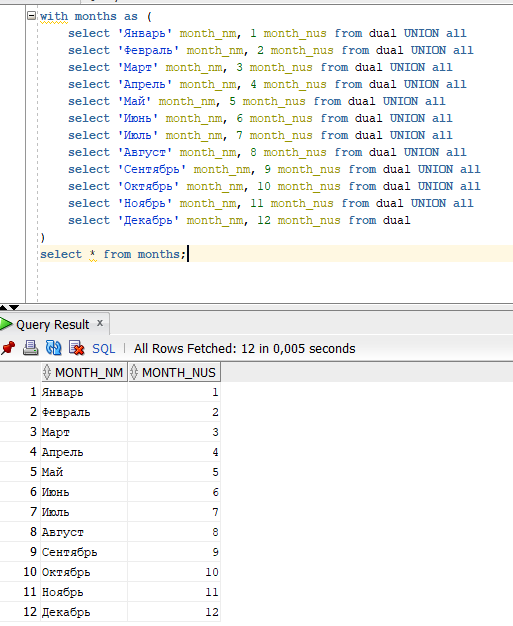 with months as (
select 'Январь' month_nm, 1 month_nus from dual UNION all
select 'Февраль' month_nm, 2 month_nus from dual UNION all
select 'Март' month_nm, 3 month_nus from dual UNION all
select 'Апрель' month_nm, 4 month_nus from dual UNION all
select 'Май' month_nm, 5 month_nus from dual UNION all
select 'Июнь' month_nm, 6 month_nus from dual UNION all
select 'Июль' month_nm, 7 month_nus from dual UNION all
select 'Август' month_nm, 8 month_nus from dual UNION all
select 'Сентябрь' month_nm, 9 month_nus from dual UNION all
select 'Октябрь' month_nm, 10 month_nus from dual UNION all
select 'Ноябрь' month_nm, 11 month_nus from dual UNION all
select 'Декабрь' month_nm, 12 month_nus from dual
)
select * from months;
Query Result x
SQL | All Rows Fetched: 12 in 0,005 seconds
MONTH_NM MONTH_NUS
1 Январь 1
2 Февраль 2
3 Март 3
4 Апрель 4
5 Май 5
6 Июнь 6
7 Июль 7
8 Август 8
9 Сентябрь 9
10 Октябрь 10
11 Ноябрь 11
12 Декабрь 12